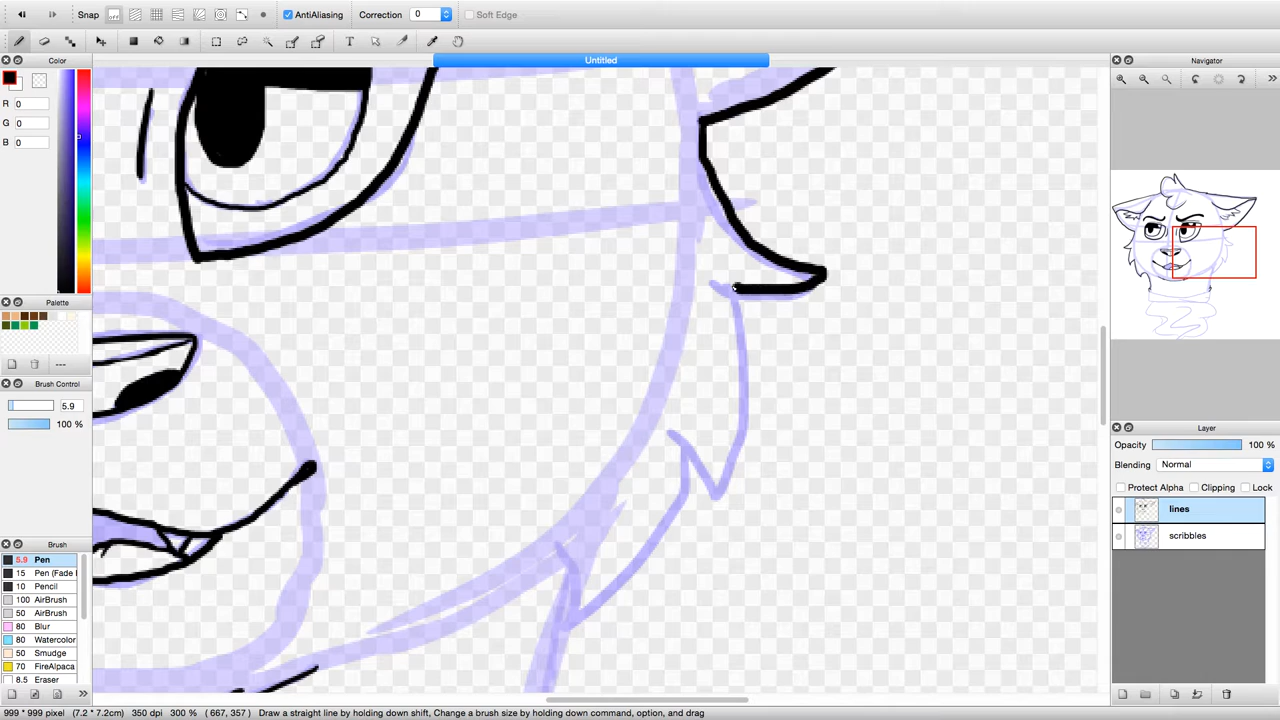 Snap
off
AntiAliasing
Correction
0
Soft Edge
Color
Untitled
Navigator
R
0
G
0
B
0
Palette
---
Brush Control
5.9
100 %
Brush
5.9 Pen
15 Pen (Fade
10 Pencil
100 AirBrush
50 AirBrush
80 Blur
80 Watercolor
50 Smudge
70 FireAlpaca
8.5 Eraser
Layer
Opacity
100 %
Blending
Normal
Protect Alpha
Clipping
Lock
lines
scribbles
999 * 999 pixel (7.2 * 7.2cm) 350 dpi 300 % ( 667, 357 ) Draw a straight line by holding down shift, Change a brush size by holding down command, option, and drag